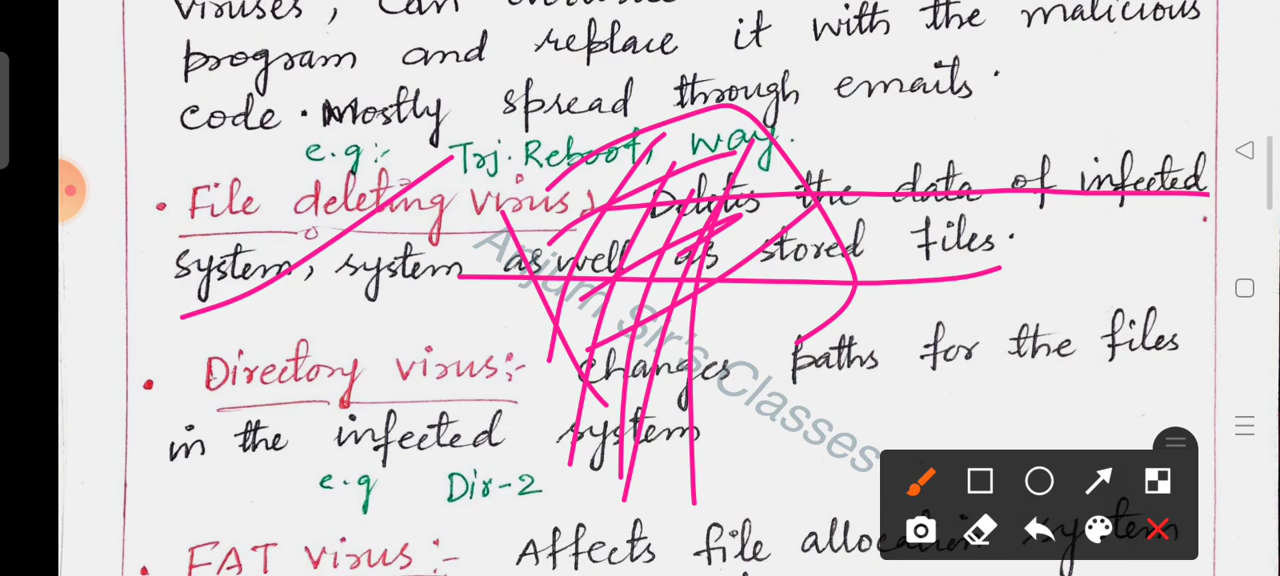 viruses, can
program and replace it with the malicious
code. Mostly spread through emails.
e.g:- Trj.Reboot, way.
• File deleting virus:- Deletes the data of infected
system, system as well as stored files.
• Directory virus:- Changes paths for the files
in the infected system
e.g Dir-2
• FAT virus:- Affects file allocation system
Anjum Sir's Classes